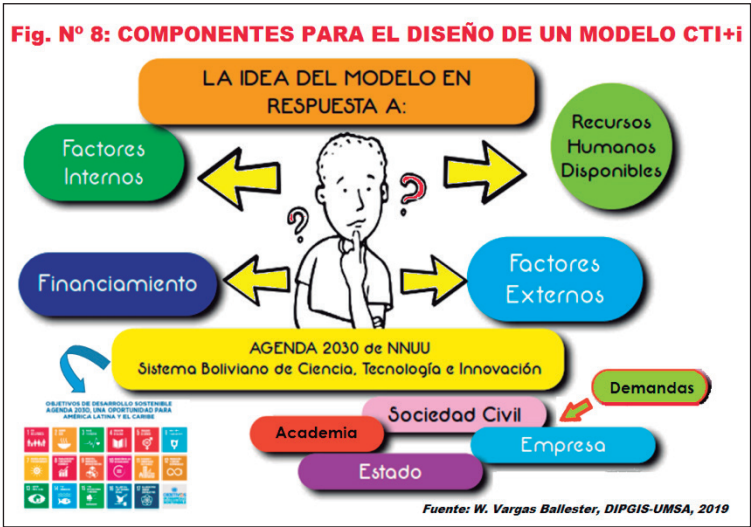 Fig. Nº 8: COMPONENTES PARA EL DISEÑO DE UN MODELO CTI+i
LA IDEA DEL MODELO EN
RESPUESTA A:
Factores
Internos
Recursos
Humanos
Disponibles
?
?
Financiamiento
Factores
Externos
AGENDA 2030 de NNUU
Sistema Boliviano de Ciencia, Tecnología e Innovación
OBJETIVOS DE DESARROLLO SOSTENIBLE
AGENDA 2030, UNA OPORTUNIDAD PARA
AMÉRICA LATINA Y EL CARIBE
Demandas
Sociedad Civil
Academia
Empresa
Estado
Fuente: W. Vargas Ballester, DIPGIS-UMSA, 2019